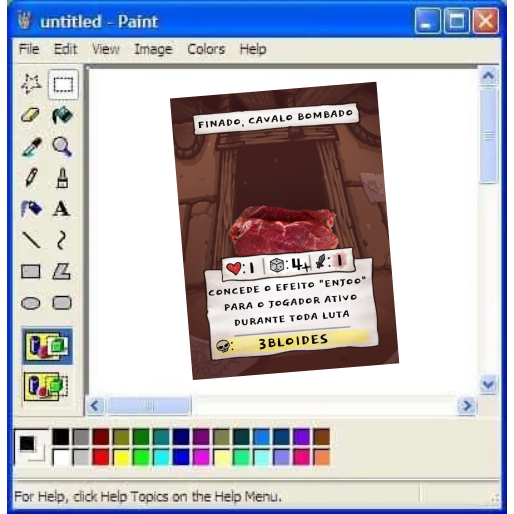 untitled - Paint
File Edit View Image Colors Help
A
FINADO, CAVALO BOMBADO
:1 :4+ :1
CONCEDE O EFEITO "ENJOO"
PARA O JOGADOR ATIVO
DURANTE TODA LUTA
: 3BLOIDES
For Help, click Help Topics on the Help Menu.